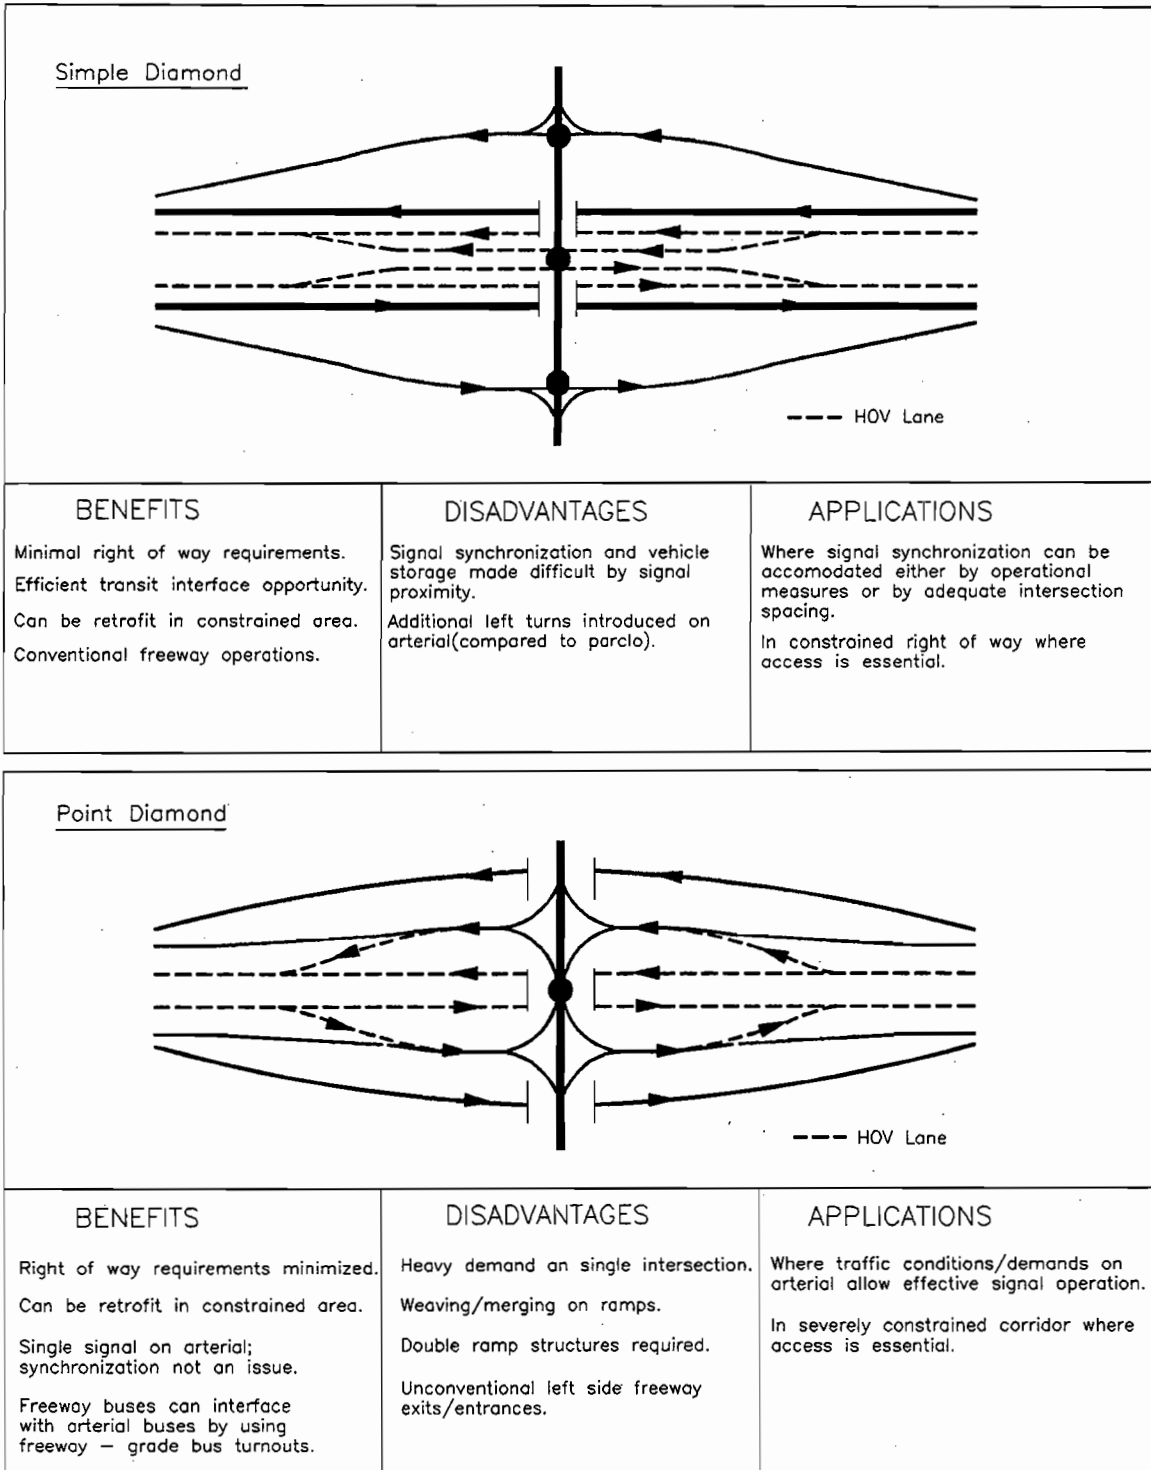 Simple Diamond
--- HOV Lane
BENEFITS
Minimal right of way requirements.
Efficient transit interface opportunity.
Can be retrofit in constrained area.
Conventional freeway operations.
DISADVANTAGES
Signal synchronization and vehicle
storage made difficult by signal
proximity.
Additional left turns introduced on
arterial(compared to parclo).
APPLICATIONS
Where signal synchronization can be
accomodated either by operational
measures or by adequate intersection
spacing.
In constrained right of way where
access is essential.
Point Diamond
--- HOV Lane
BENEFITS
Right of way requirements minimized.
Can be retrofit in constrained area.
Single signal on arterial;
synchronization not an issue.
Freeway buses can interface
with arterial buses by using
freeway – grade bus turnouts.
DISADVANTAGES
Heavy demand on single intersection.
Weaving/merging on ramps.
Double ramp structures required.
Unconventional left side freeway
exits/entrances.
APPLICATIONS
Where traffic conditions/demands on
arterial allow effective signal operation.
In severely constrained corridor where
access is essential.